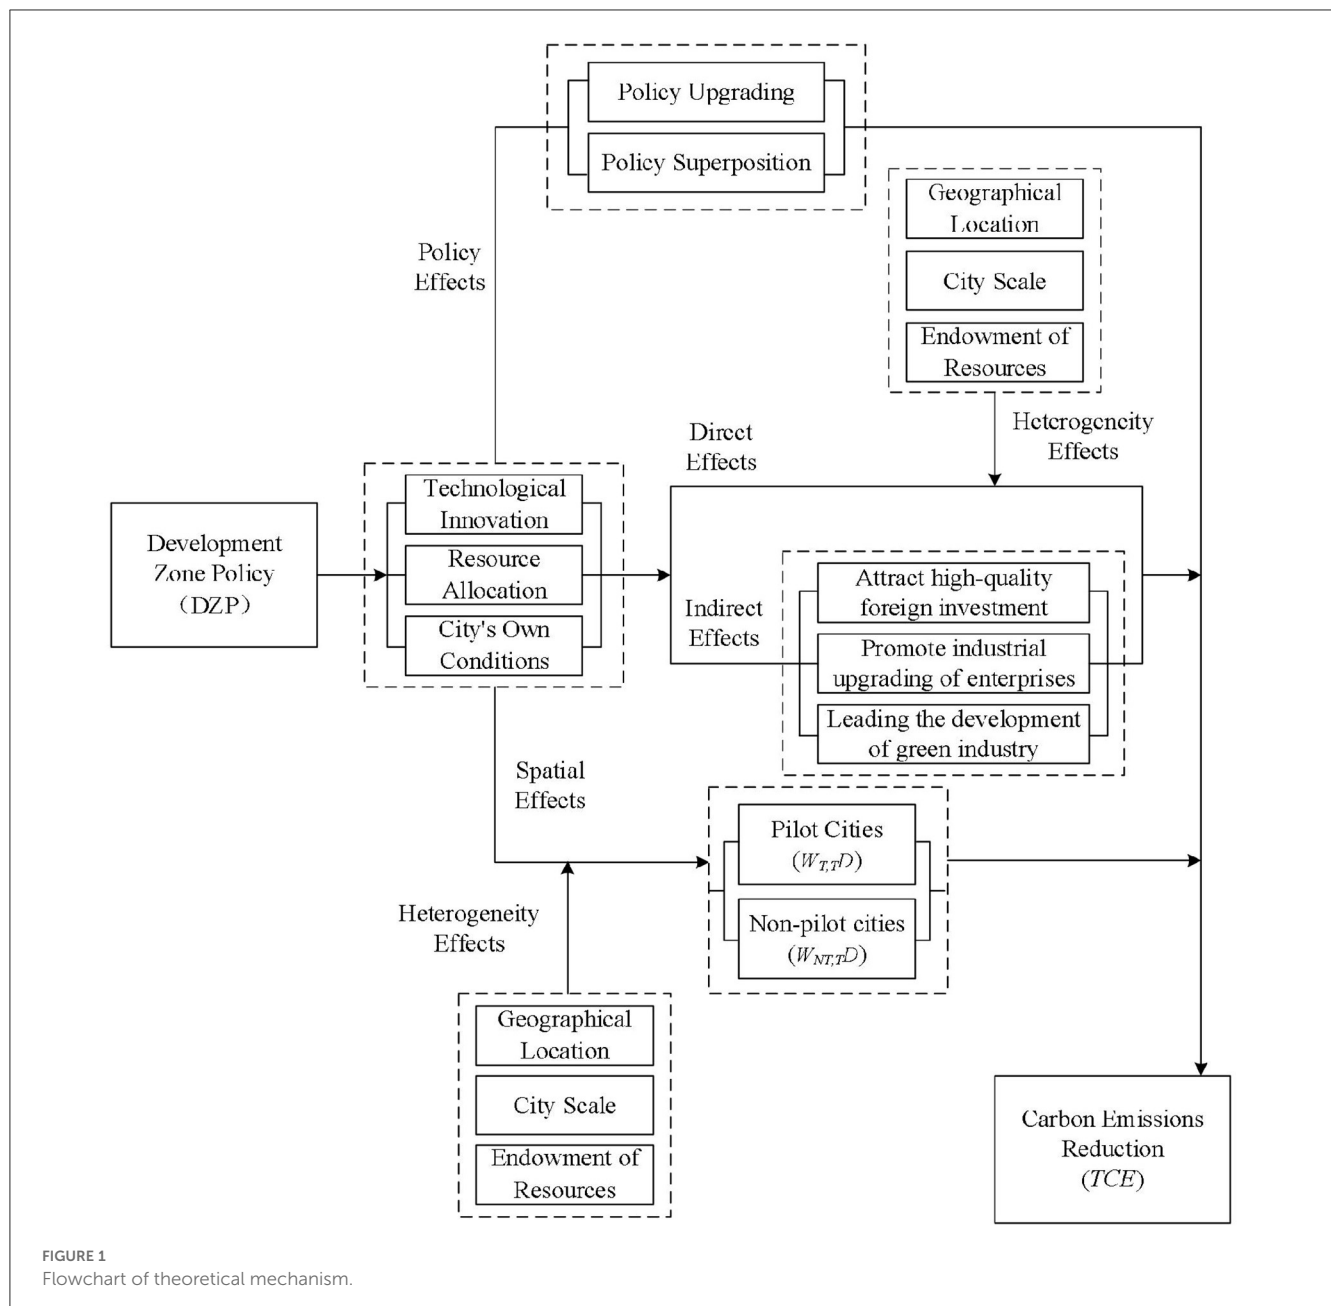 Policy Upgrading
Policy Superposition
Geographical
Location
City Scale
Endowment of
Resources
Policy
Effects
Heterogeneity
Effects
Direct
Effects
Technological
Innovation
Resource
Allocation
City's Own
Conditions
Development
Zone Policy
(DZP)
Indirect
Effects
Attract high-quality
foreign investment
Promote industrial
upgrading of enterprises
Leading the development
of green industry
Spatial
Effects
Pilot Cities
(W_{T,T}D)
Non-pilot cities
(W_{NT,T}D)
Heterogeneity
Effects
Geographical
Location
City Scale
Endowment of
Resources
Carbon Emissions
Reduction
(TCE)
FIGURE 1
Flowchart of theoretical mechanism.